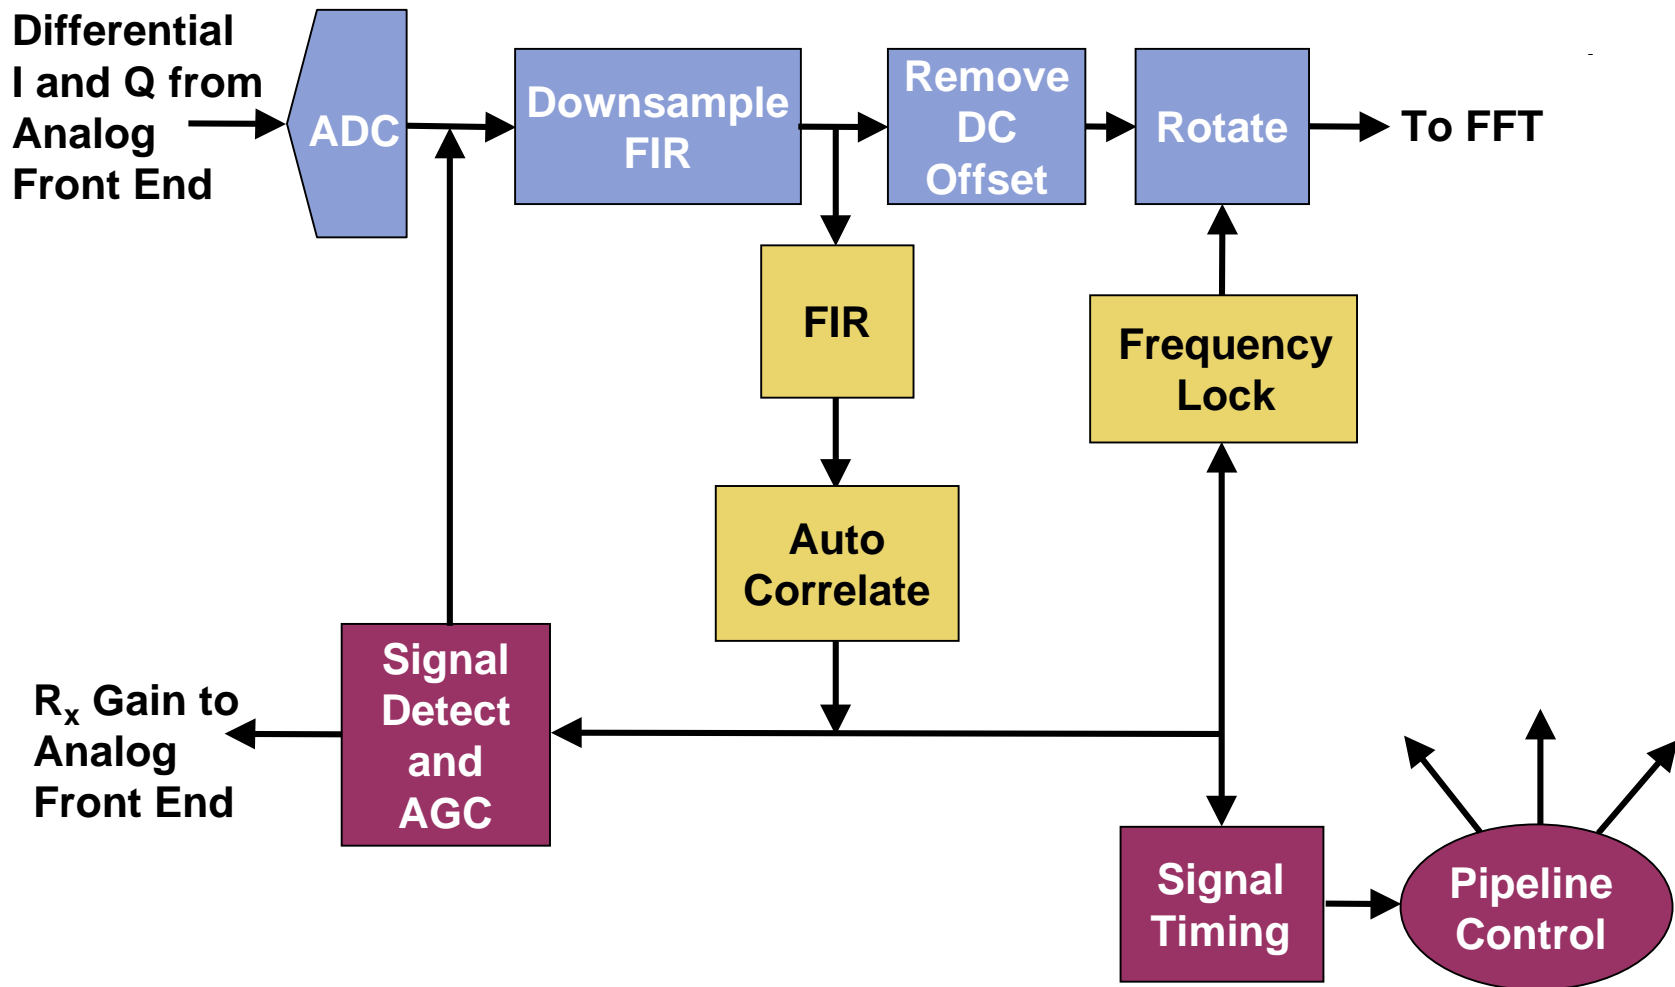 Differential
I and Q from
Analog
Front End
ADC
Downsample
FIR
Remove
DC
Offset
Rotate
To FFT
FIR
Frequency
Lock
Auto
Correlate
Signal
Detect
and
AGC
Rx Gain to
Analog
Front End
Signal
Timing
Pipeline
Control